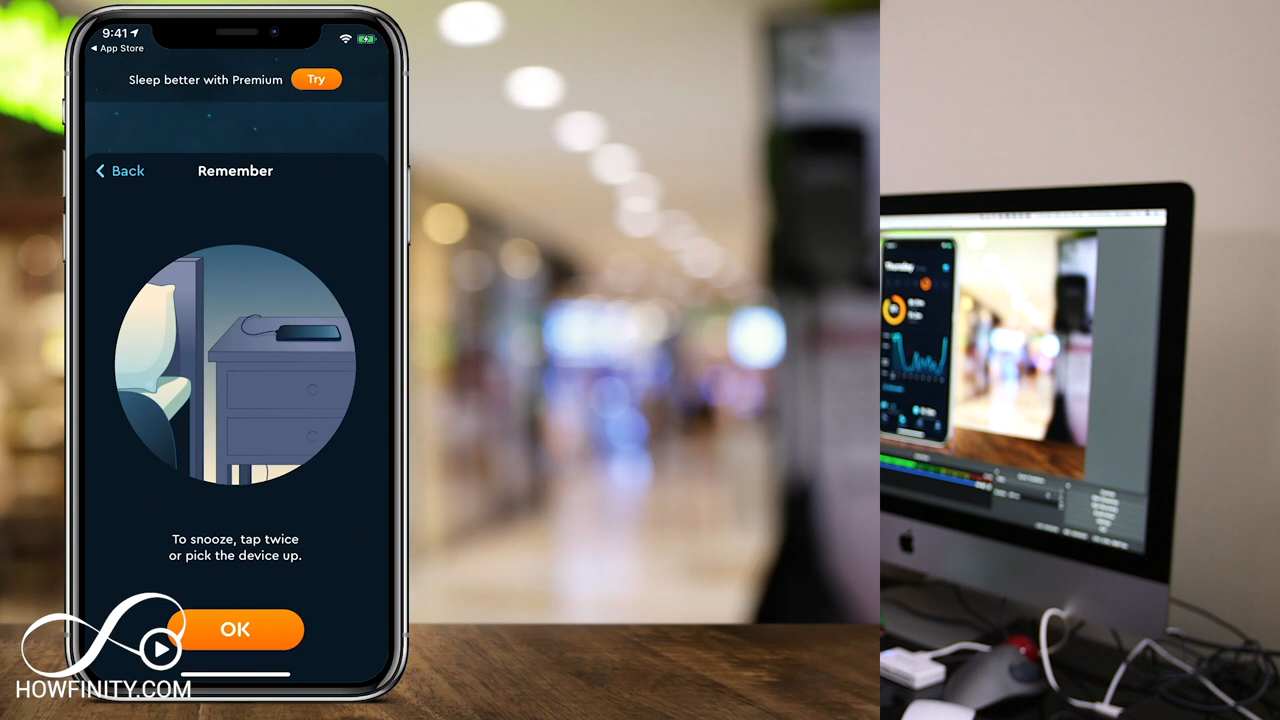 9:41
App Store
Sleep better with Premium
Try
Back
Remember
To snooze, tap twice
or pick the device up.
OK
HOWFINITY.COM
Thursday